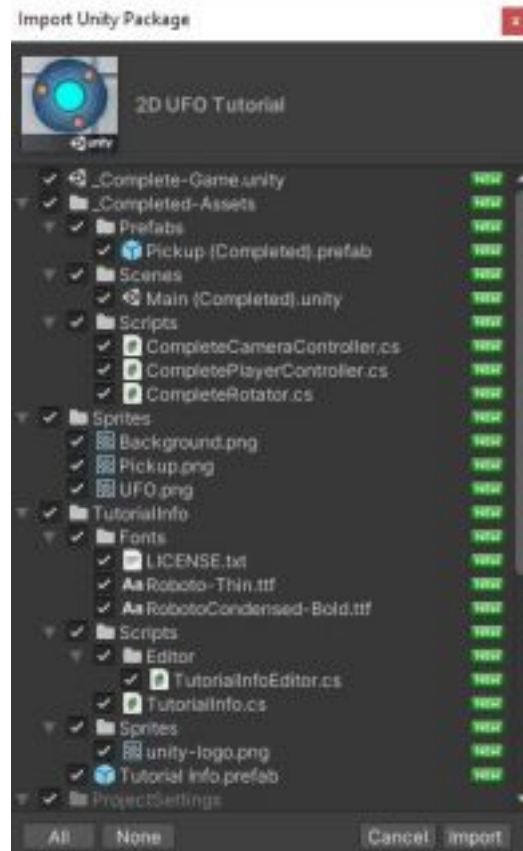 Import Unity Package
x
2D UFO Tutorial
unity
_Complete-Game.unity NEW
_Completed-Assets NEW
Prefabs NEW
Pickup (Completed).prefab NEW
Scenes NEW
Main (Completed).unity NEW
Scripts NEW
CompleteCameraController.cs NEW
CompletePlayerController.cs NEW
CompleteRotator.cs NEW
Sprites NEW
Background.png NEW
Pickup.png NEW
UFO.png NEW
TutorialInfo NEW
Fonts NEW
LICENSE.txt NEW
Aa Roboto-Thin.ttf NEW
Aa RobotoCondensed-Bold.ttf NEW
Scripts NEW
Editor NEW
TutorialInfoEditor.cs NEW
TutorialInfo.cs NEW
Sprites NEW
unity-logo.png NEW
Tutorial Info.prefab NEW
ProjectSettings
All None Cancel Import